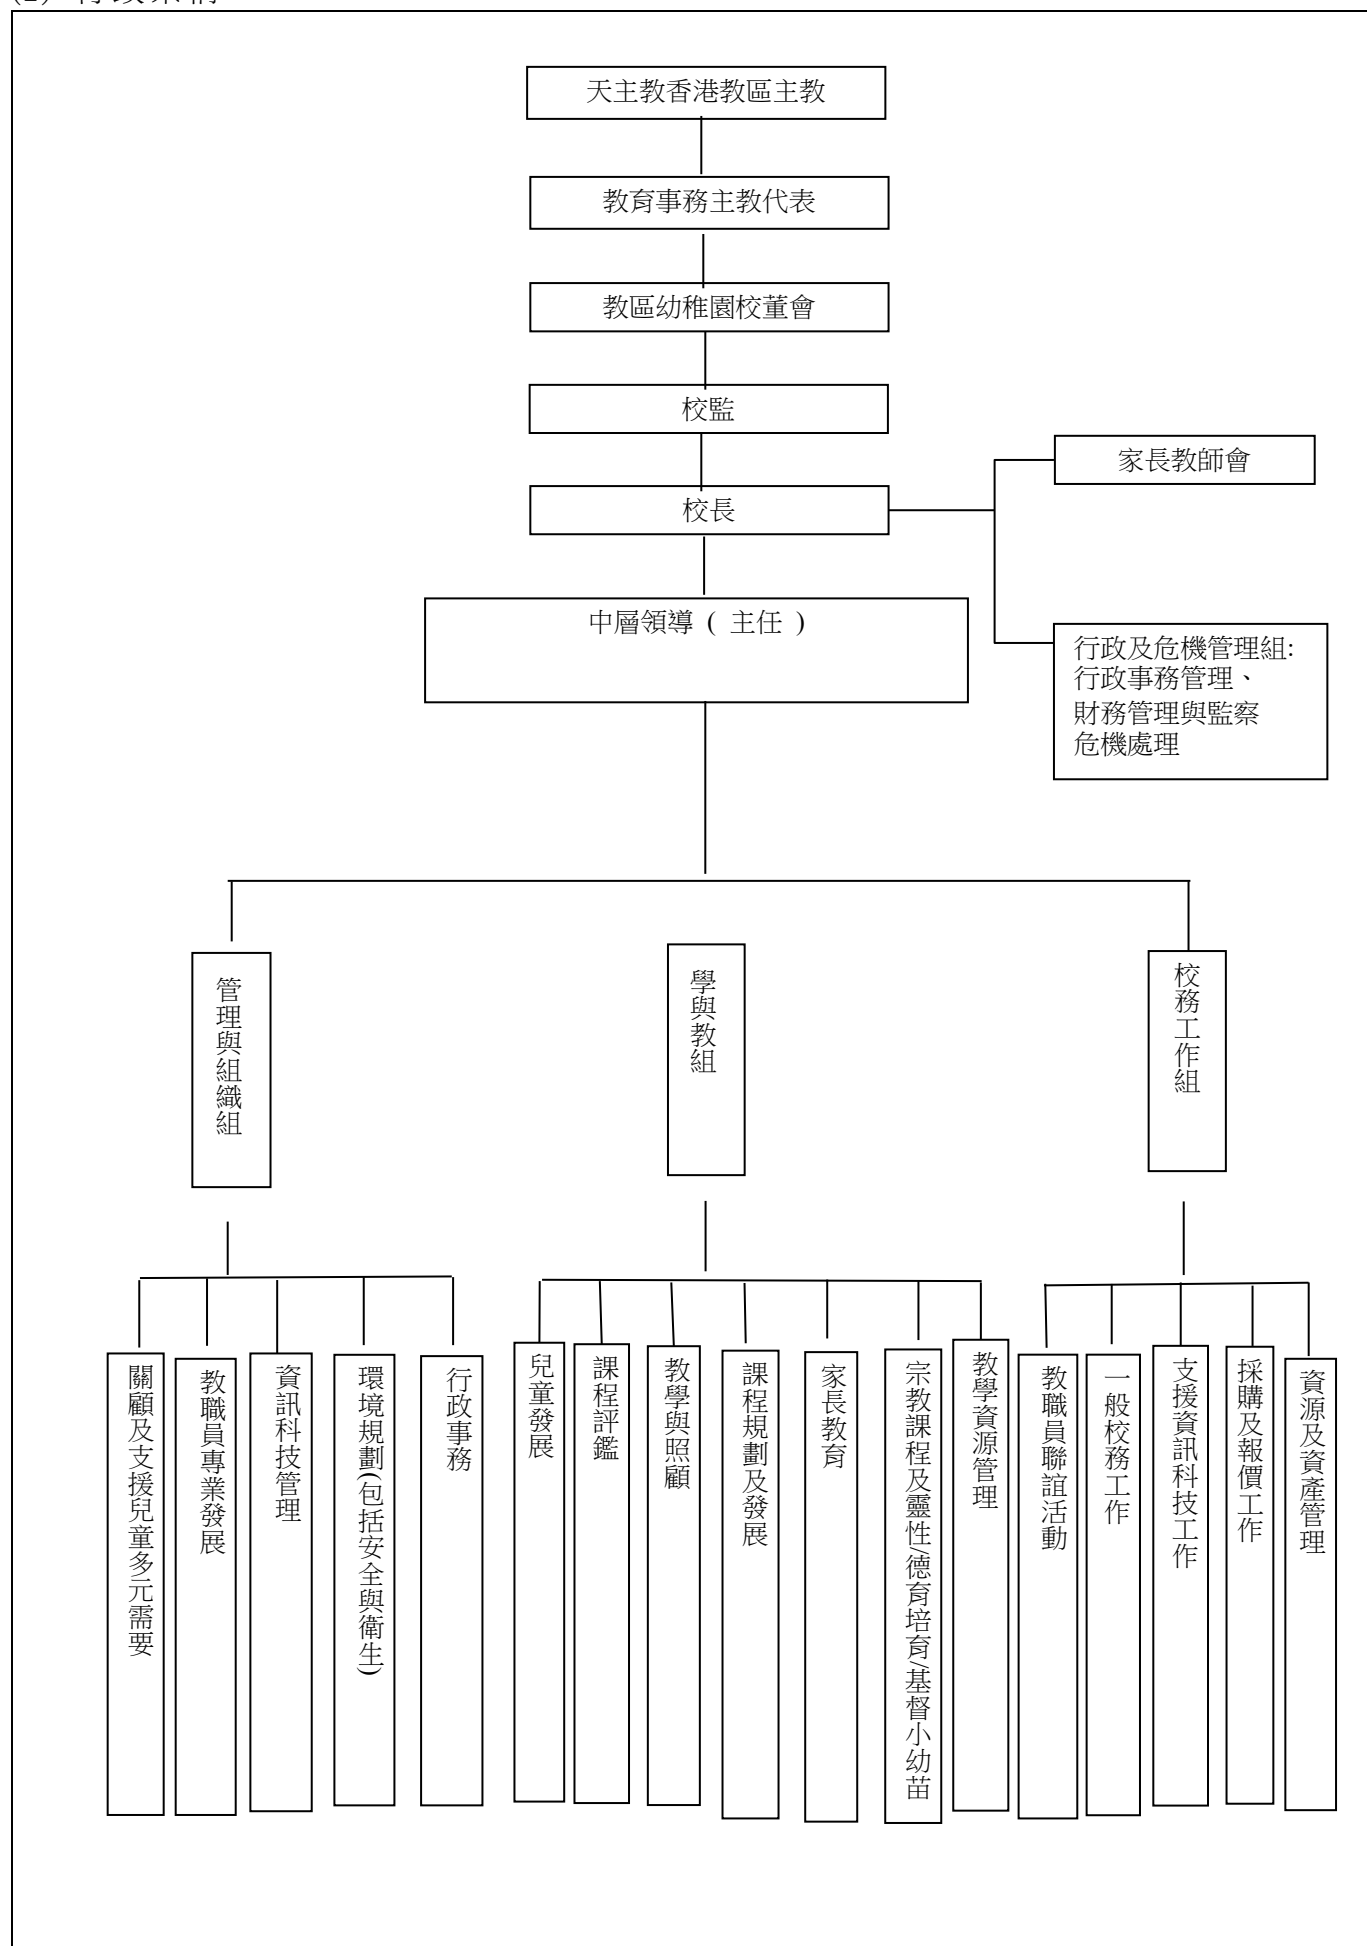 天主教香港教區主教
教育事務主教代表
教區幼稚園校董會
校監
家長教師會
校長
中層領導 ( 主任 )
行政及危機管理組:
行政事務管理、
財務管理與監察
危機處理
管理與組織組
學與教組
校務工作組
關顧及支援兒童多元需要
教職員專業發展
資訊科技管理
環境規劃(包括安全與衛生)
行政事務
兒童發展
課程評鑑
教學與照顧
課程規劃及發展
家長教育
宗教課程及靈性/德育培育/基督小幼苗
教學資源管理
教職員聯誼活動
一般校務工作
支援資訊科技工作
採購及報價工作
資源及資產管理